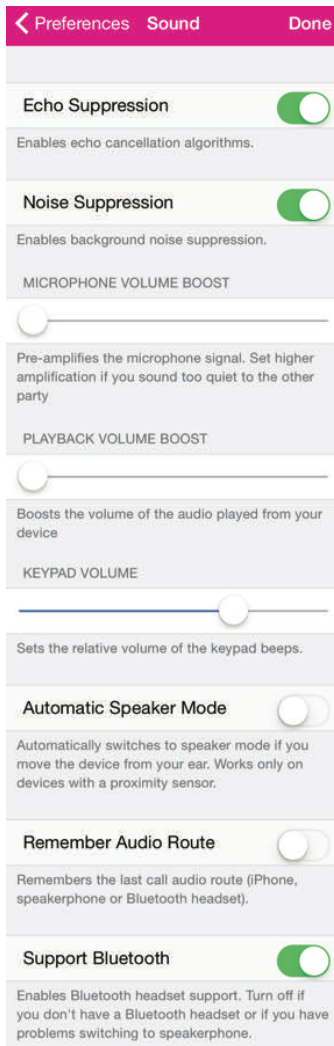 Preferences Sound Done
Echo Suppression
Enables echo cancellation algorithms.
Noise Suppression
Enables background noise suppression.
MICROPHONE VOLUME BOOST
Pre-amplifies the microphone signal. Set higher
amplification if you sound too quiet to the other
party
PLAYBACK VOLUME BOOST
Boosts the volume of the audio played from your
device
KEYPAD VOLUME
Sets the relative volume of the keypad beeps.
Automatic Speaker Mode
Automatically switches to speaker mode if you
move the device from your ear. Works only on
devices with a proximity sensor.
Remember Audio Route
Remembers the last call audio route (iPhone,
speakerphone or Bluetooth headset).
Support Bluetooth
Enables Bluetooth headset support. Turn off if
you don't have a Bluetooth headset or if you have
problems switching to speakerphone.